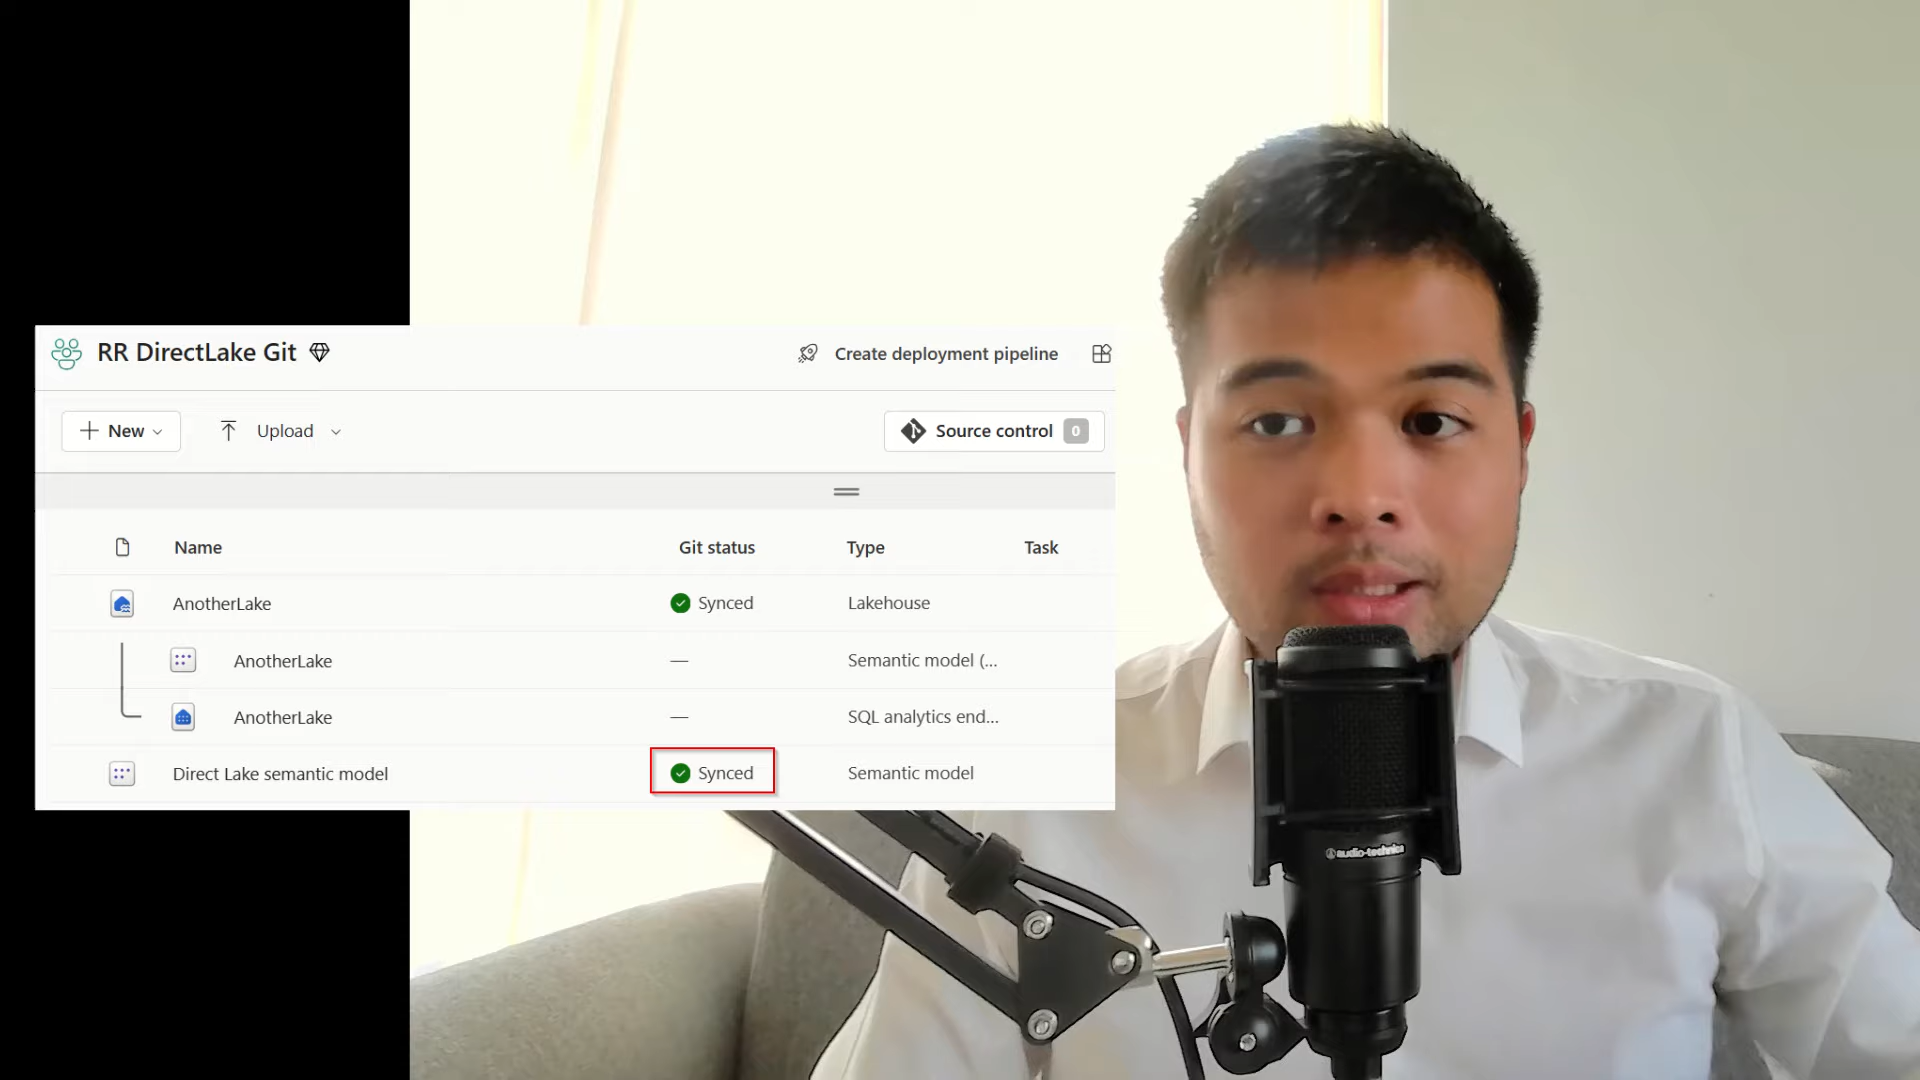 RR DirectLake Git
Create deployment pipeline
New
Upload
Source control 0
Name Git status Type Task
AnotherLake Synced Lakehouse
AnotherLake — Semantic model (...
AnotherLake — SQL analytics end...
Direct Lake semantic model Synced Semantic model
audio-technica